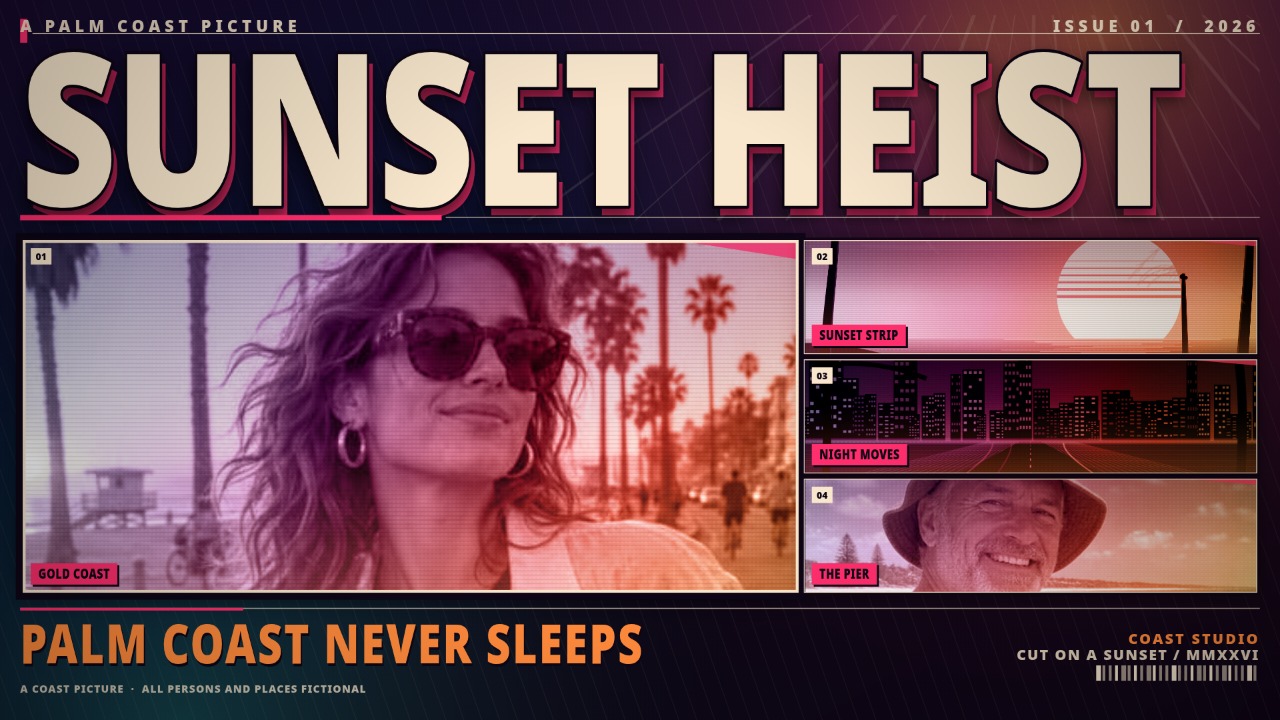 A PALM COAST PICTURE
ISSUE 01 / 2026
SUNSET HEIST
01
GOLD COAST
02
SUNSET STRIP
03
NIGHT MOVES
04
THE PIER
PALM COAST NEVER SLEEPS
COAST STUDIO
CUT ON A SUNSET / MMXXVI
A COAST PICTURE · ALL PERSONS AND PLACES FICTIONAL